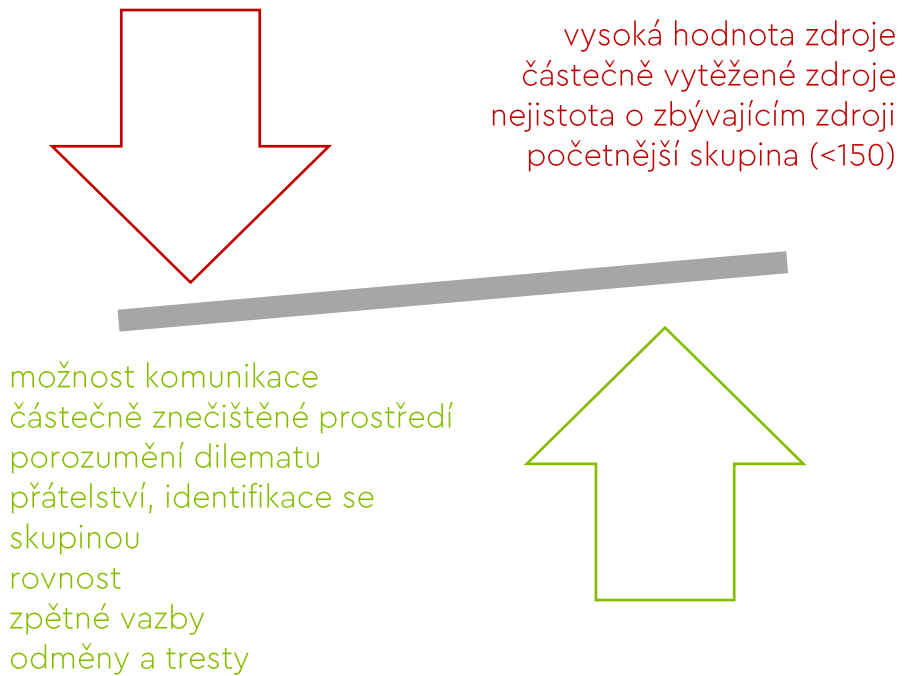 vysoká hodnota zdroje
částečně vytěžené zdroje
nejistota o zbývajícím zdroji
početnější skupina (<150)
možnost komunikace
částečně znečištěné prostředí
porozumění dilematu
přátelství, identifikace se
skupinou
rovnost
zpětné vazby
odměny a tresty